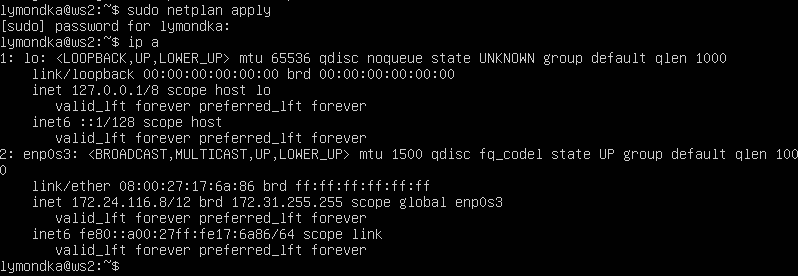 lymondka@ws2:~$ sudo netplan apply
[sudo] password for lymondka:
lymondka@ws2:~$ ip a
1: lo: <LOOPBACK,UP,LOWER_UP> mtu 65536 qdisc noqueue state UNKNOWN group default qlen 1000
    link/loopback 00:00:00:00:00:00 brd 00:00:00:00:00:00
    inet 127.0.0.1/8 scope host lo
       valid_lft forever preferred_lft forever
    inet6 ::1/128 scope host
       valid_lft forever preferred_lft forever
2: enp0s3: <BROADCAST,MULTICAST,UP,LOWER_UP> mtu 1500 qdisc fq_codel state UP group default qlen 100
0
    link/ether 08:00:27:17:6a:86 brd ff:ff:ff:ff:ff:ff
    inet 172.24.116.8/12 brd 172.31.255.255 scope global enp0s3
       valid_lft forever preferred_lft forever
    inet6 fe80::a00:27ff:fe17:6a86/64 scope link
       valid_lft forever preferred_lft forever
lymondka@ws2:~$